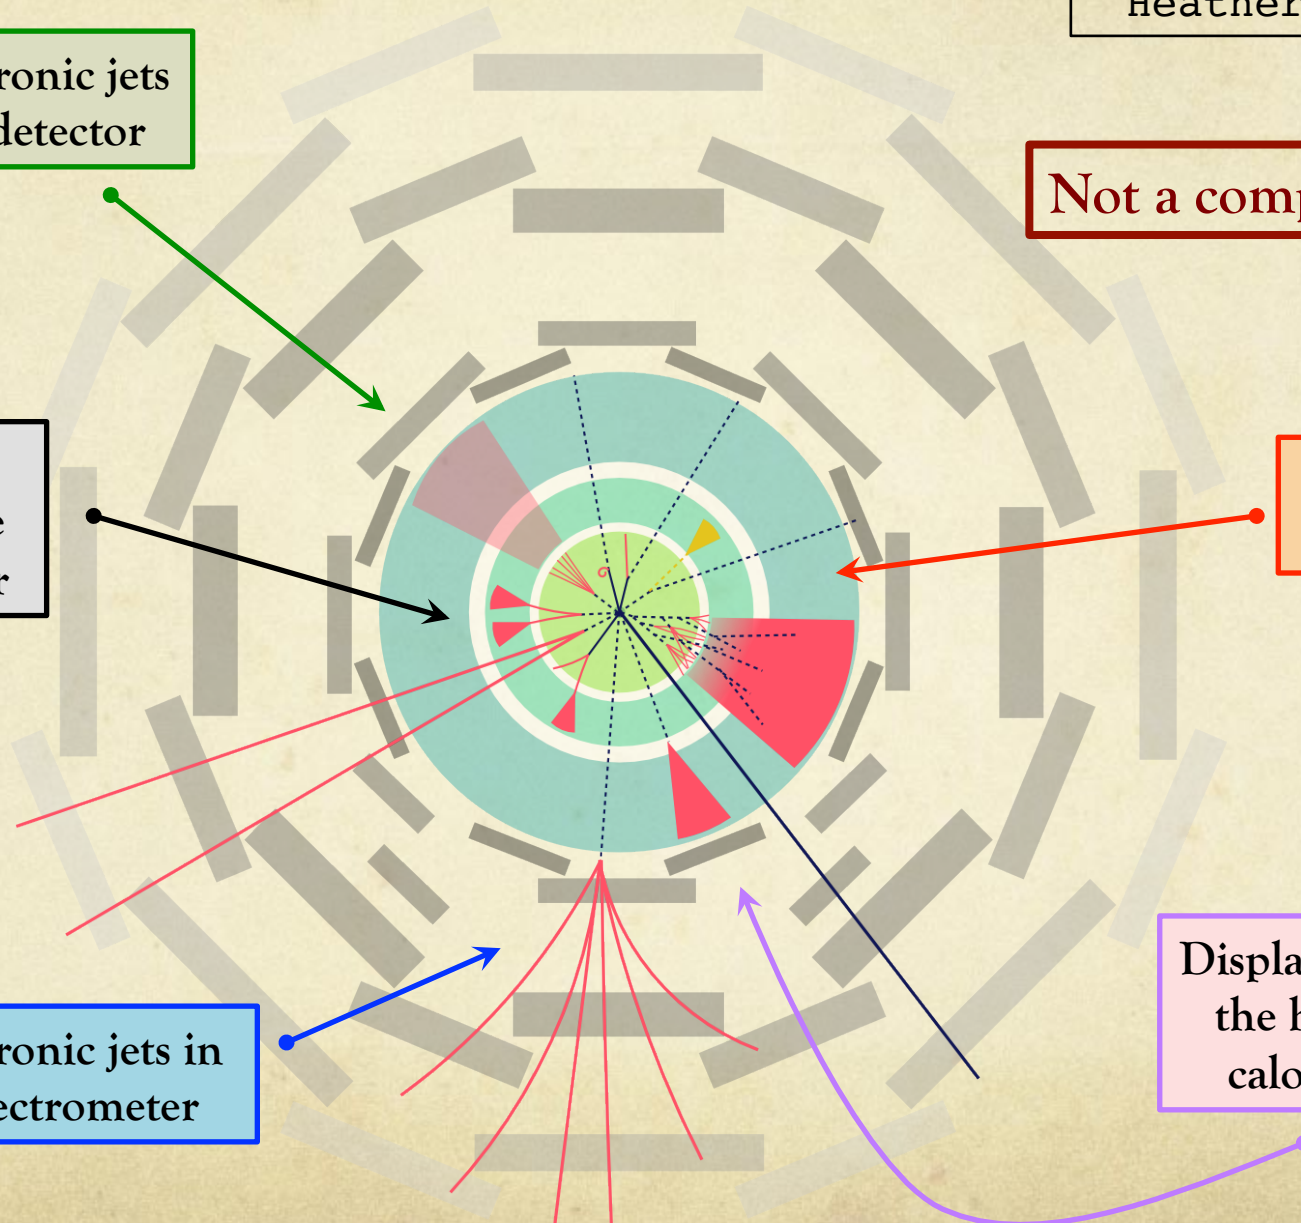 Heather
ronic jets
detector
Not a comp
e
r
Displa
the
calo
ronic jets in
ectrometer